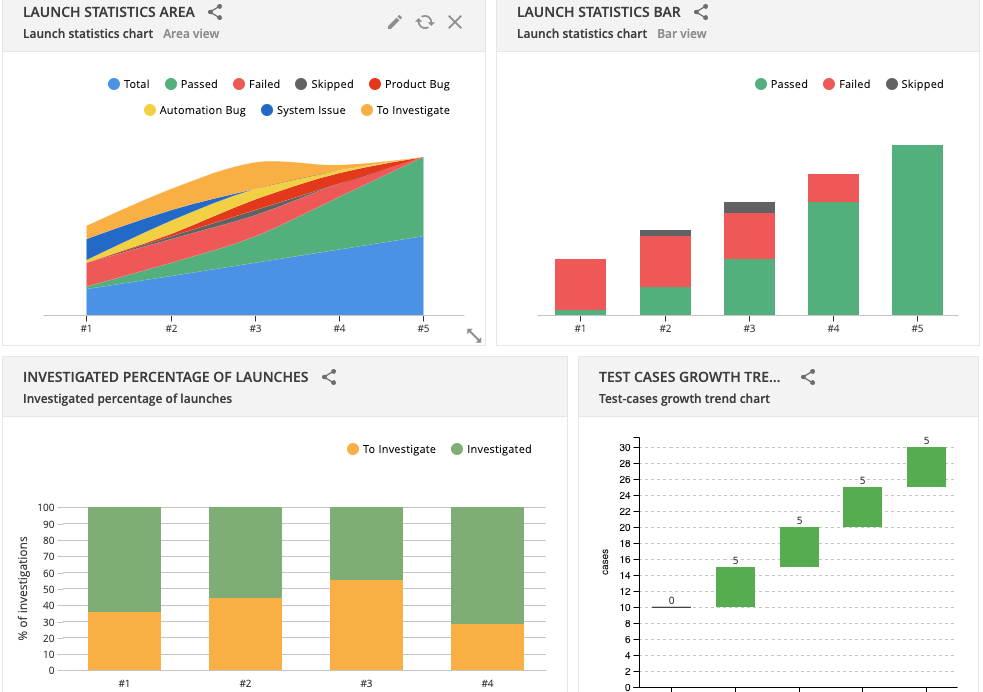 LAUNCH STATISTICS AREA
Launch statistics chart Area view
Total Passed Failed Skipped Product Bug
Automation Bug System Issue To Investigate
#1 #2 #3 #4 #5
LAUNCH STATISTICS BAR
Launch statistics chart Bar view
Passed Failed Skipped
#1 #2 #3 #4 #5
INVESTIGATED PERCENTAGE OF LAUNCHES
Investigated percentage of launches
To Investigate Investigated
% of investigations
100
90
80
70
60
50
40
30
20
10
0
#1 #2 #3 #4
TEST CASES GROWTH TRE...
Test-cases growth trend chart
cases
30
28
26
24
22
20
18
16
14
12
10
8
6
4
2
0
0 5 5 5 5